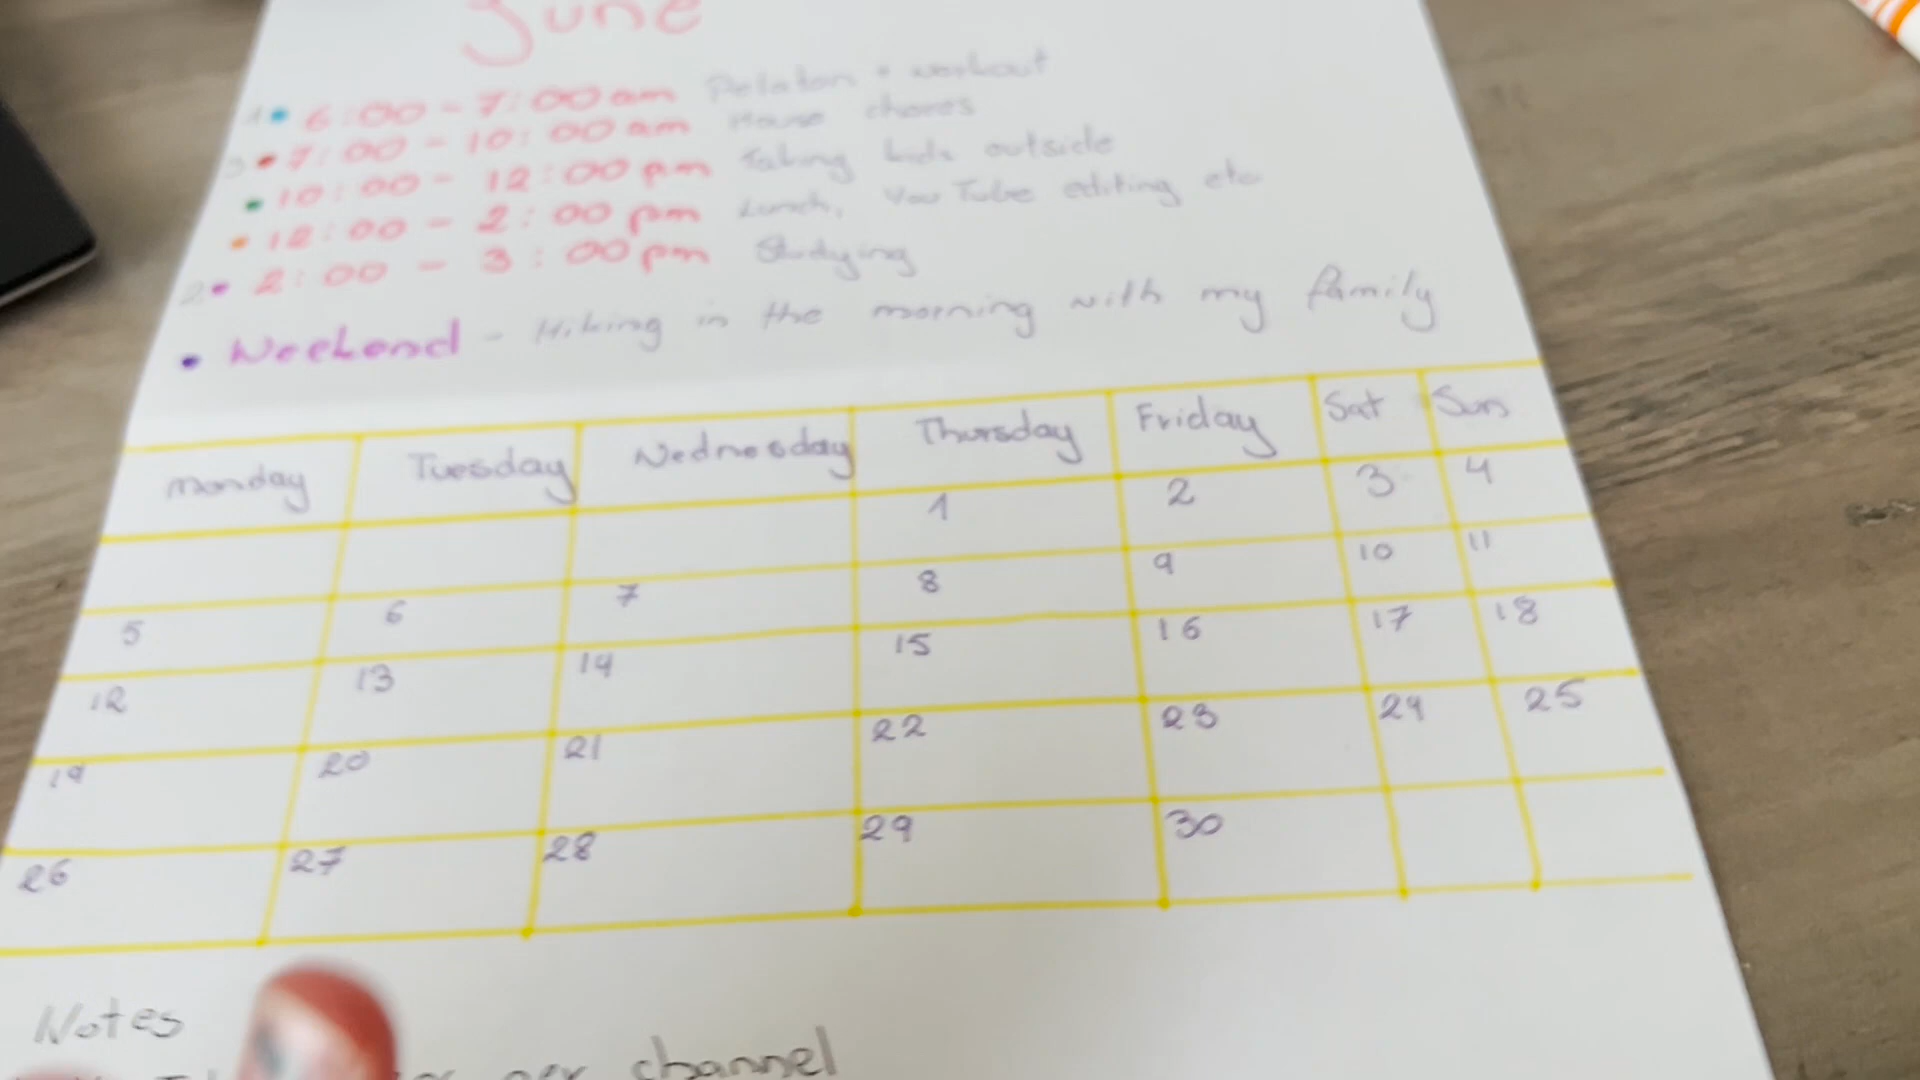 June
1 • 6:00 - 7:00 am Peloton + workout
3 • 7:00 - 10:00 am House chores
• 10:00 - 12:00 pm Taking kids outside
• 12:00 - 2:00 pm Lunch, YouTube editing etc
2 • 2:00 - 3:00 pm Studying
• Weekend - Hiking in the morning with my family
Monday Tuesday Wednesday Thursday Friday Sat Sun
1 2 3 4
5 6 7 8 9 10 11
12 13 14 15 16 17 18
19 20 21 22 23 24 25
26 27 28 29 30
Notes
per channel